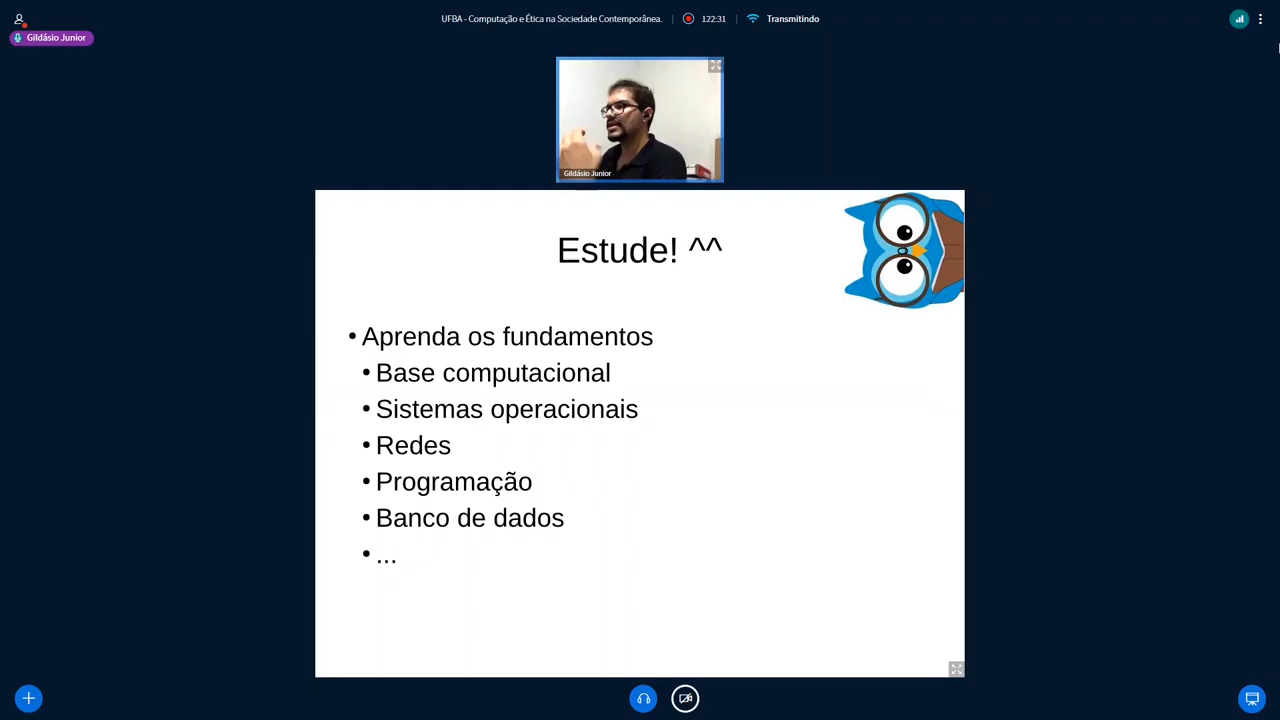 UFBA - Computação e Ética na Sociedade Contemporânea.
122:31
Transmitindo
Gildásio Junior
Gildásio Junior
Estude! ^^
• Aprenda os fundamentos
• Base computacional
• Sistemas operacionais
• Redes
• Programação
• Banco de dados
• ...